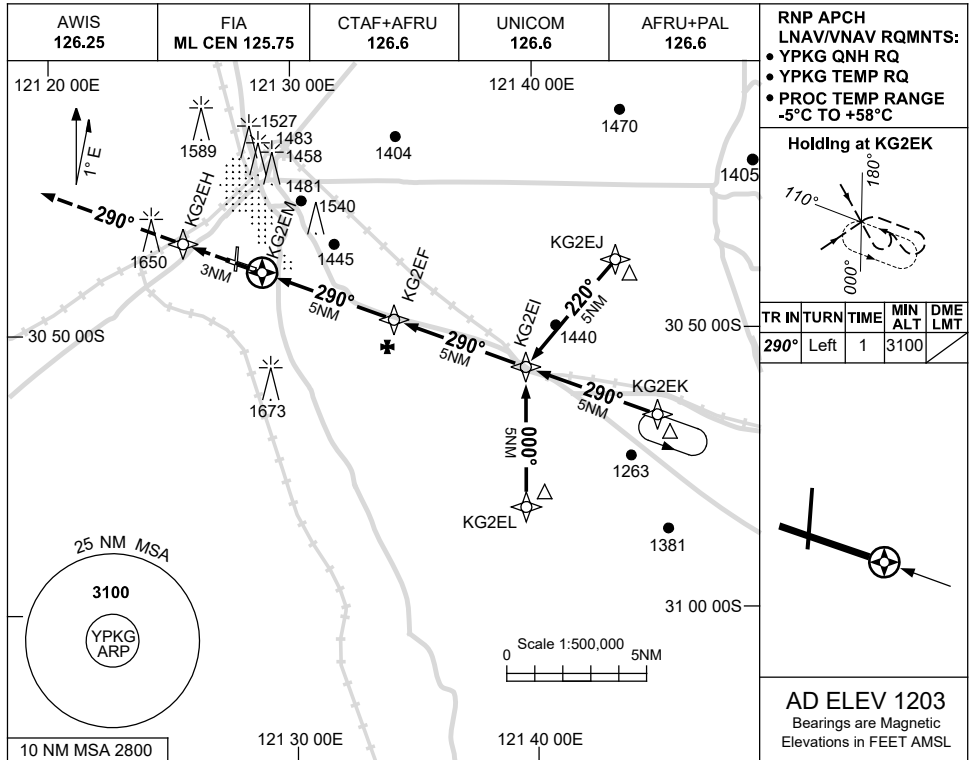 AWIS
126.25
FIA
ML CEN 125.75
CTAF+AFRU
126.6
UNICOM
126.6
AFRU+PAL
126.6
RNP APCH
LNAV/VNAV RQMNTS:
• YPKG QNH RQ
• YPKG TEMP RQ
• PROC TEMP RANGE
-5°C TO +58°C
Holding at KG2EK
180°
110°
000°
TR IN TURN TIME MIN ALT DME LMT
290° Left 1 3100
121 20 00E
121 30 00E
121 40 00E
1° E
1589
1527
1483
1458
1481
1540
1404
1470
1405
290°
KG2EH
KG2EM
1650
3NM
1445
KG2EF
290°
5NM
KG2EJ
220°
5NM
KG2EI
1440
30 50 00S
30 50 00S
290°
5NM
1673
KG2EK
290°
5NM
000°
5NM
1263
KG2EL
1381
25 NM MSA
3100
YPKG
ARP
31 00 00S
Scale 1:500,000
0
5NM
10 NM MSA 2800
121 30 00E
121 40 00E
AD ELEV 1203
Bearings are Magnetic
Elevations in FEET AMSL